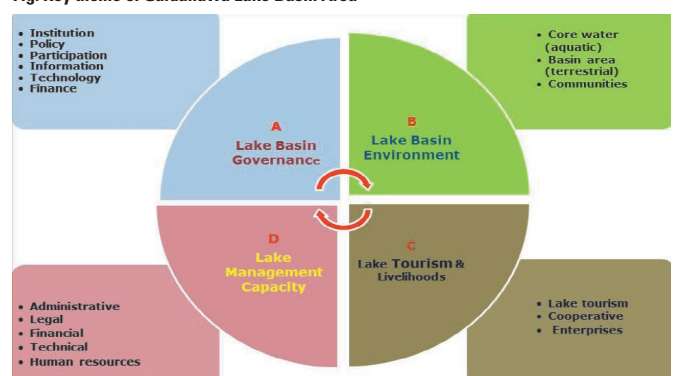 • Institution
• Policy
• Participation
• Information
• Technology
• Finance
• Core water
(aquatic)
• Basin area
(terrestrial)
• Communities
A
Lake Basin
Governance
B
Lake Basin
Environment
D
Lake
Management
Capacity
C
Lake Tourism &
Livelihoods
• Administrative
• Legal
• Financial
• Technical
• Human resources
• Lake tourism
• Cooperative
• Enterprises